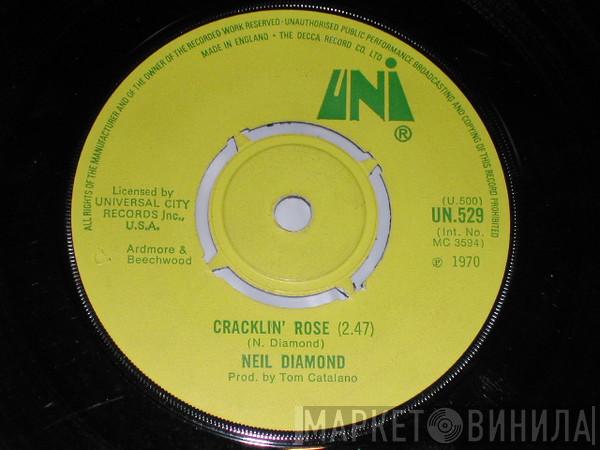 ALL RIGHTS OF THE MANUFACTURER AND OF THE OWNER OF THE RECORDED WORK RESERVED · UNAUTHORISED PUBLIC PERFORMANCE BROADCASTING AND COPYING OF THIS RECORD PROHIBITED
MADE IN ENGLAND · THE DECCA RECORD CO. LTD
UNi
®
Licensed by
UNIVERSAL CITY
RECORDS Inc.,
U.S.A.
Ardmore &
Beechwood
(U.500)
UN.529
(Int. No.
MC 3594)
℗ 1970
CRACKLIN' ROSE (2.47)
(N. Diamond)
NEIL DIAMOND
Prod. by Tom Catalano
МАРКЕТ ВИНИЛА